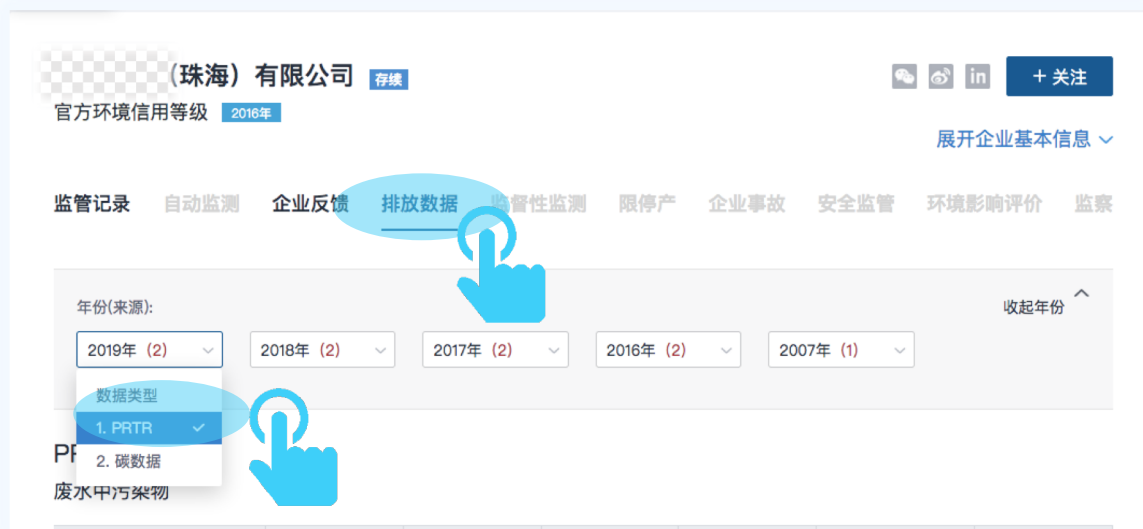 （珠海）有限公司 存续
官方环境信用等级 2016年
in ＋关注
展开企业基本信息
监管记录 自动监测 企业反馈 排放数据 监督性监测 限停产 企业事故 安全监管 环境影响评价 监察
年份(来源): 收起年份
2019年 (2) 2018年 (2) 2017年 (2) 2016年 (2) 2007年 (1)
数据类型
1. PRTR
2. 碳数据
废水中污染物